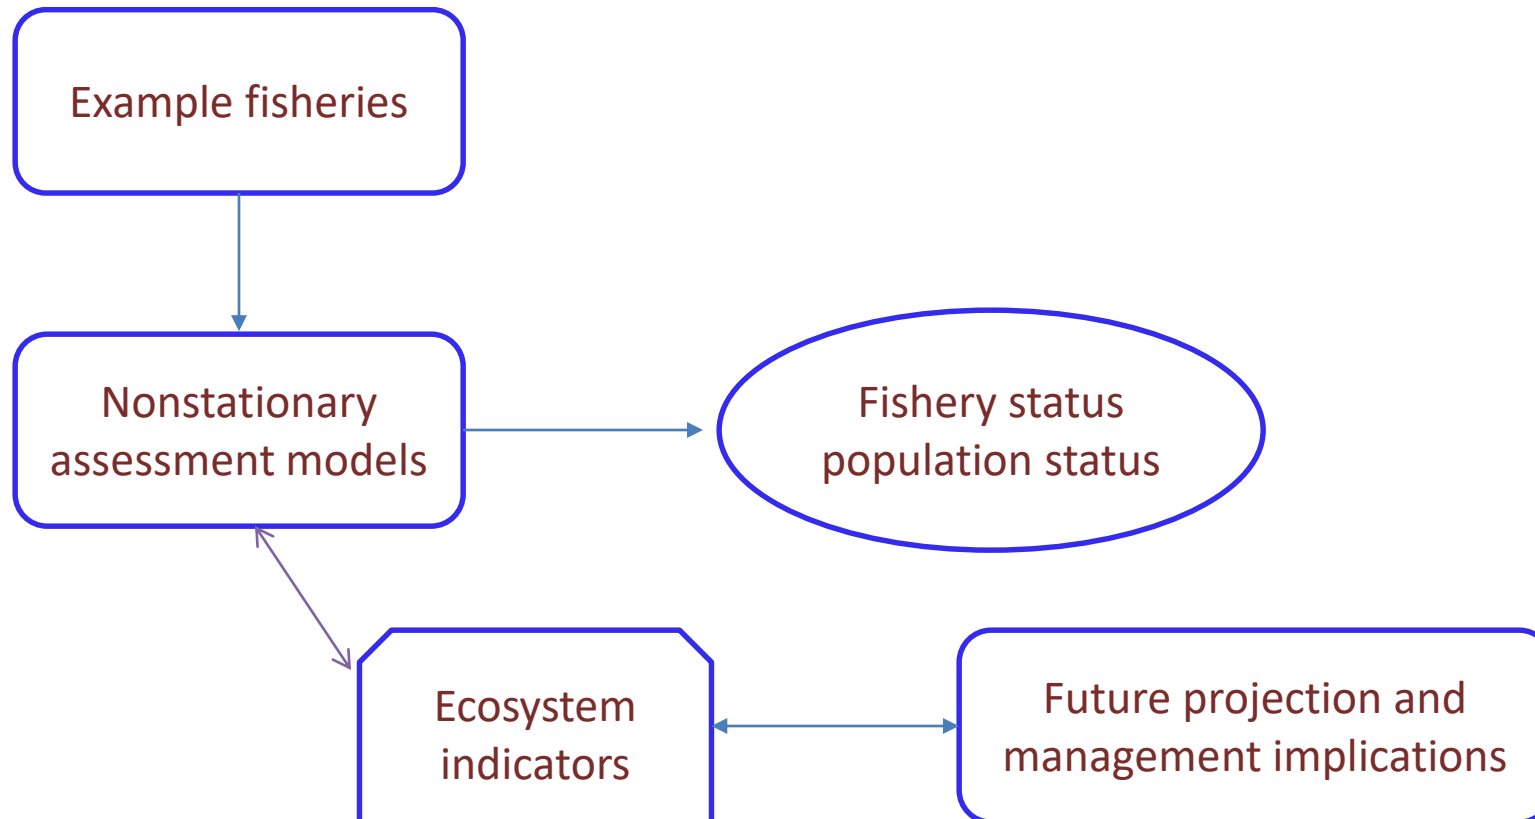 Example fisheries
Nonstationary
assessment models
Fishery status
population status
Ecosystem
indicators
Future projection and
management implications